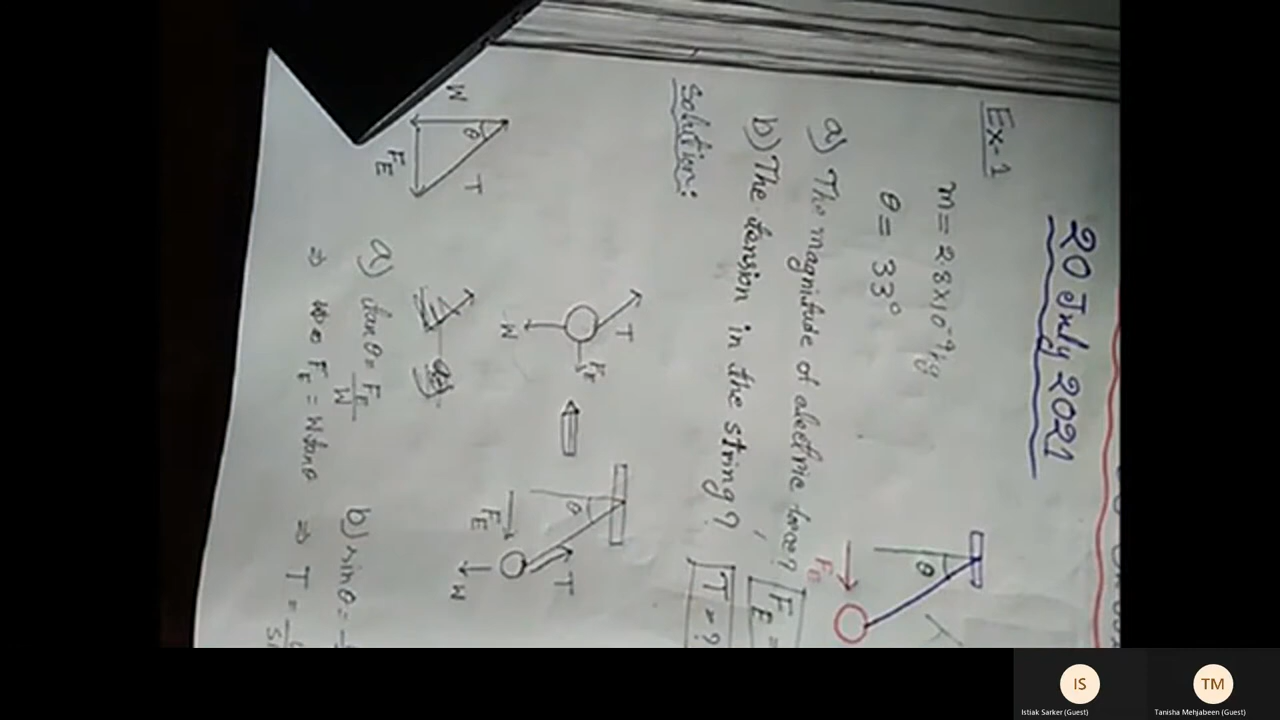 20 July 2021
Ex-1
m = 2.8×10⁻⁹ kg
θ = 33°
θ
F_E
a) The magnitude of electric force? F_E =
b) The tension in the string? T = ?
Solution:
T
W
F_E
θ
T
F_E
W
W
θ
T
F_E
a) tanθ = F_E/W
⇒ F_E = W tanθ
b) sinθ =
⇒ T =
IS
Istiak Sarker (Guest)
TM
Tanisha Mehjabeen (Guest)